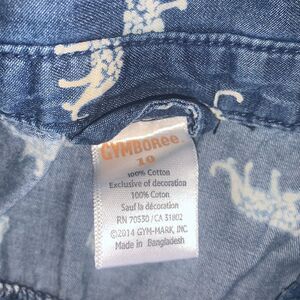 GYMBOREE
10
100% Cotton
Exclusive of decoration
100% Coton
Sauf la décoration
RN 70530 / CA 31802
©2014 GYM-MARK, INC.
Made in Bangladesh